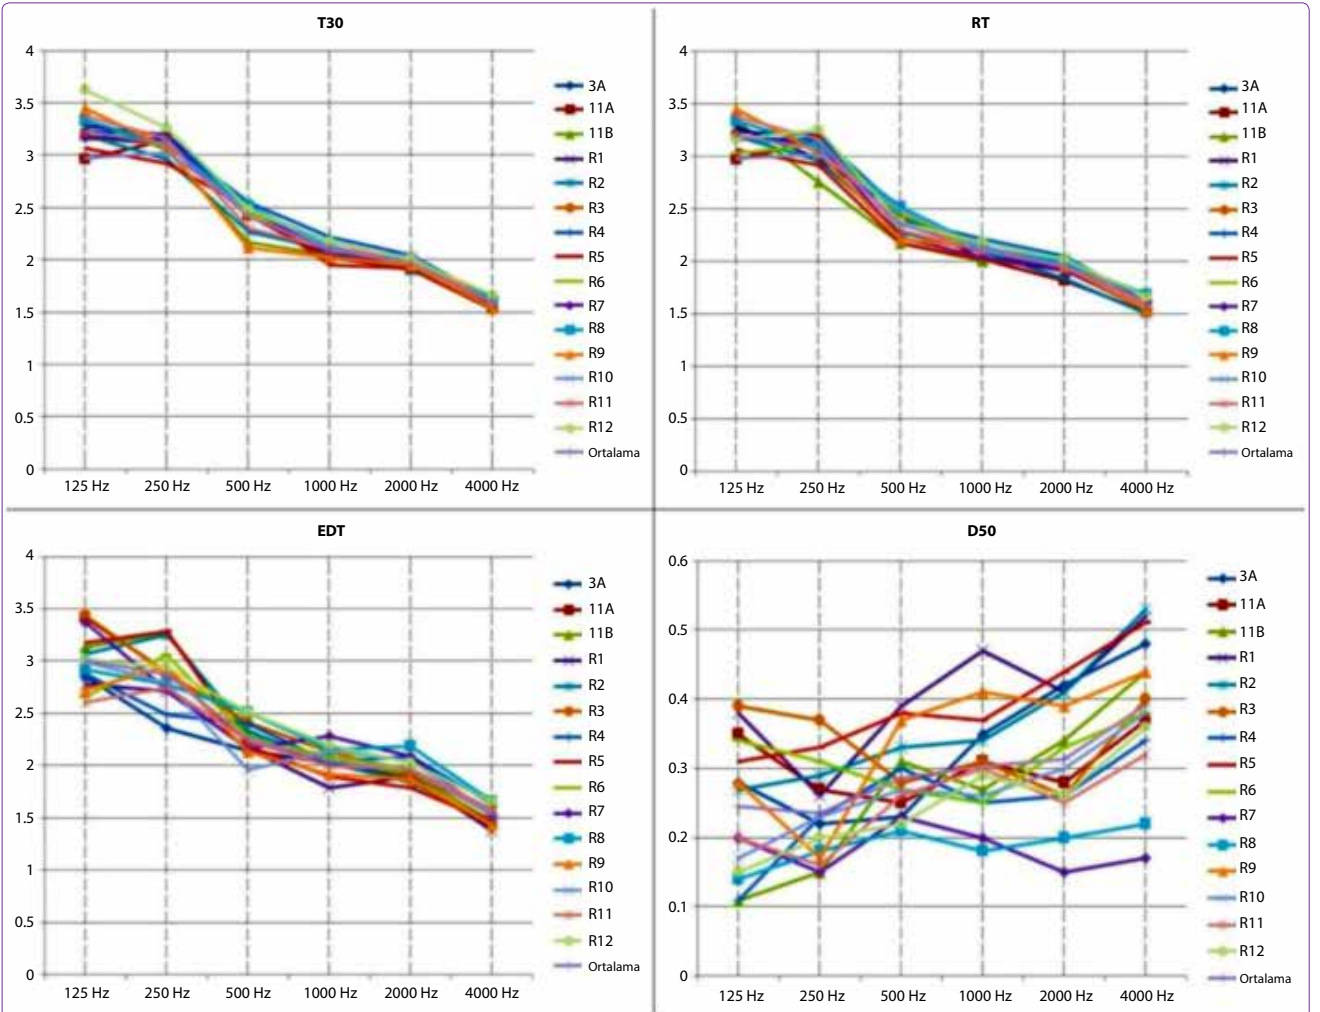 T30
4
3.5
3
2.5
2
1.5
1
0.5
0
125 Hz 250 Hz 500 Hz 1000 Hz 2000 Hz 4000 Hz
3A
11A
11B
R1
R2
R3
R4
R5
R6
R7
R8
R9
R10
R11
R12
Ortalama
RT
4
3.5
3
2.5
2
1.5
1
0.5
0
125 Hz 250 Hz 500 Hz 1000 Hz 2000 Hz 4000 Hz
3A
11A
11B
R1
R2
R3
R4
R5
R6
R7
R8
R9
R10
R11
R12
Ortalama
EDT
4
3.5
3
2.5
2
1.5
1
0.5
0
125 Hz 250 Hz 500 Hz 1000 Hz 2000 Hz 4000 Hz
3A
11A
11B
R1
R2
R3
R4
R5
R6
R7
R8
R9
R10
R11
R12
Ortalama
D50
0.6
0.5
0.4
0.3
0.2
0.1
0
125 Hz 250 Hz 500 Hz 1000 Hz 2000 Hz 4000 Hz
3A
11A
11B
R1
R2
R3
R4
R5
R6
R7
R8
R9
R10
R11
R12
Ortalama